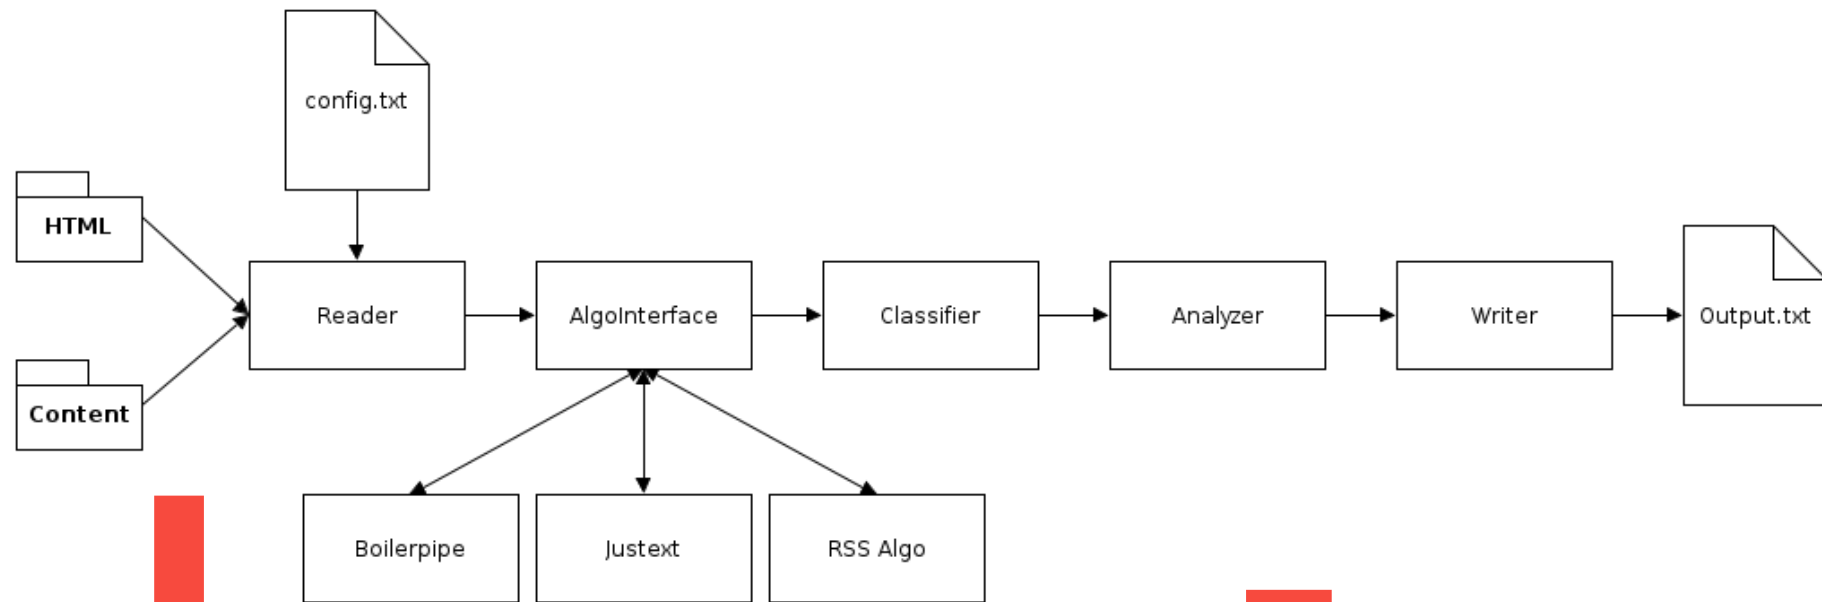 config.txt
HTML
Content
Reader
AlgoInterface
Classifier
Analyzer
Writer
Output.txt
Boilerpipe
Justext
RSS Algo